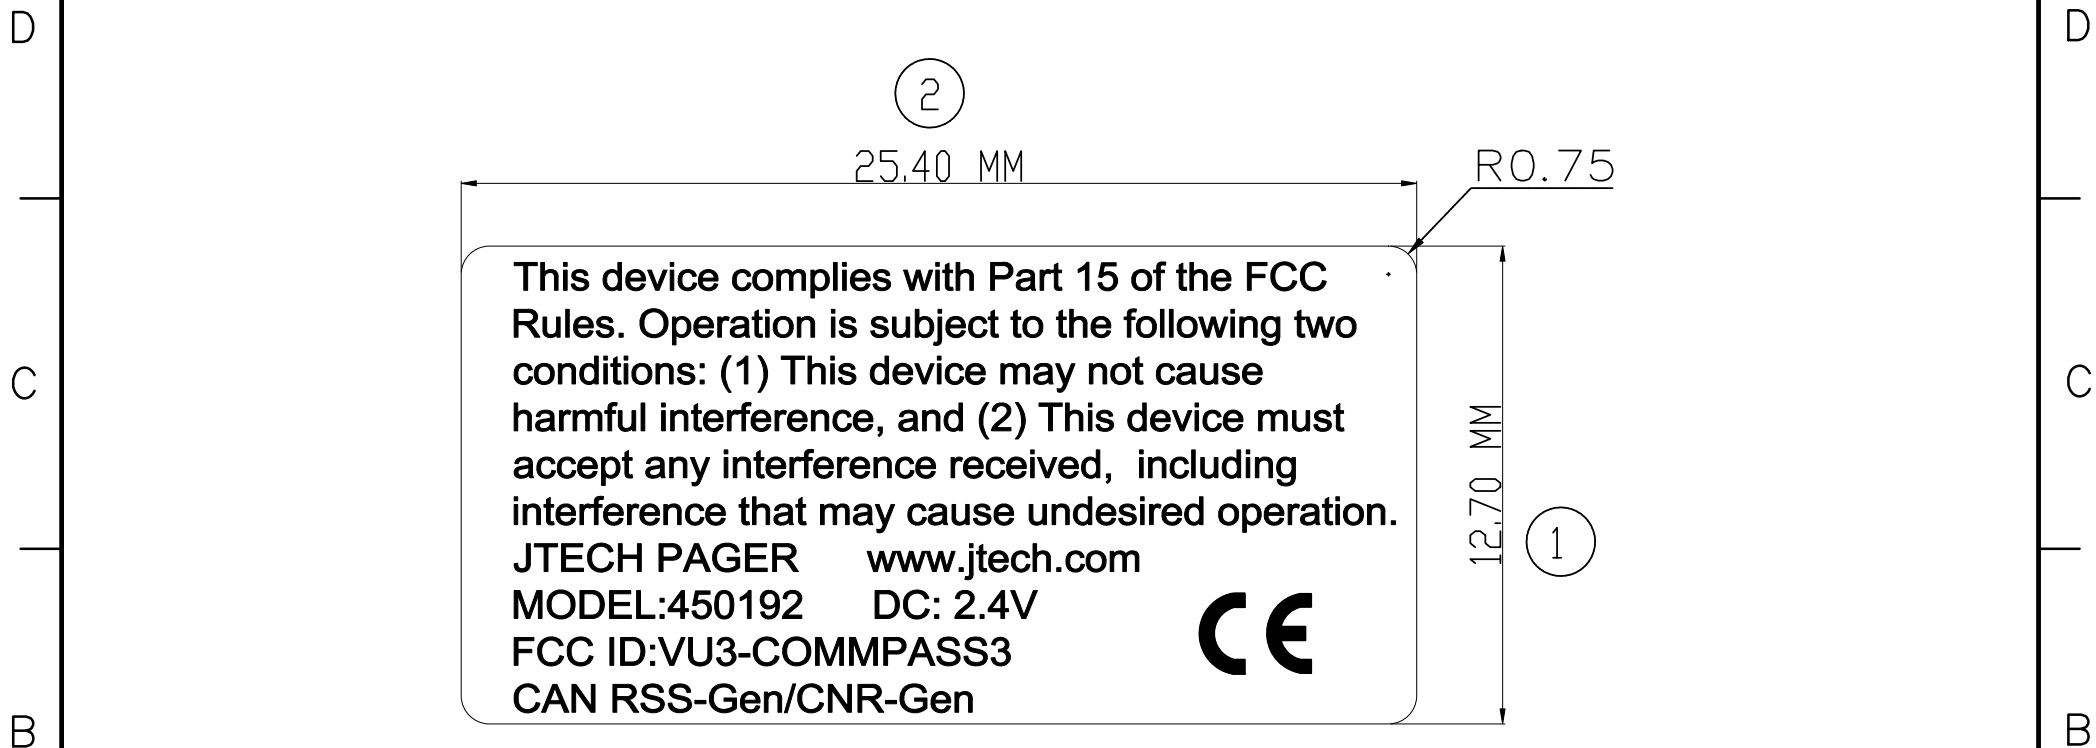 D
D
2
25.40 MM
R0.75
This device complies with Part 15 of the FCC
Rules. Operation is subject to the following two
conditions: (1) This device may not cause
harmful interference, and (2) This device must
accept any interference received,  including
interference that may cause undesired operation.
JTECH PAGER www.jtech.com
MODEL:450192 DC: 2.4V
FCC ID:VU3-COMMPASS3
CAN RSS-Gen/CNR-Gen
CE
12.70 MM
1
C
C
B
B